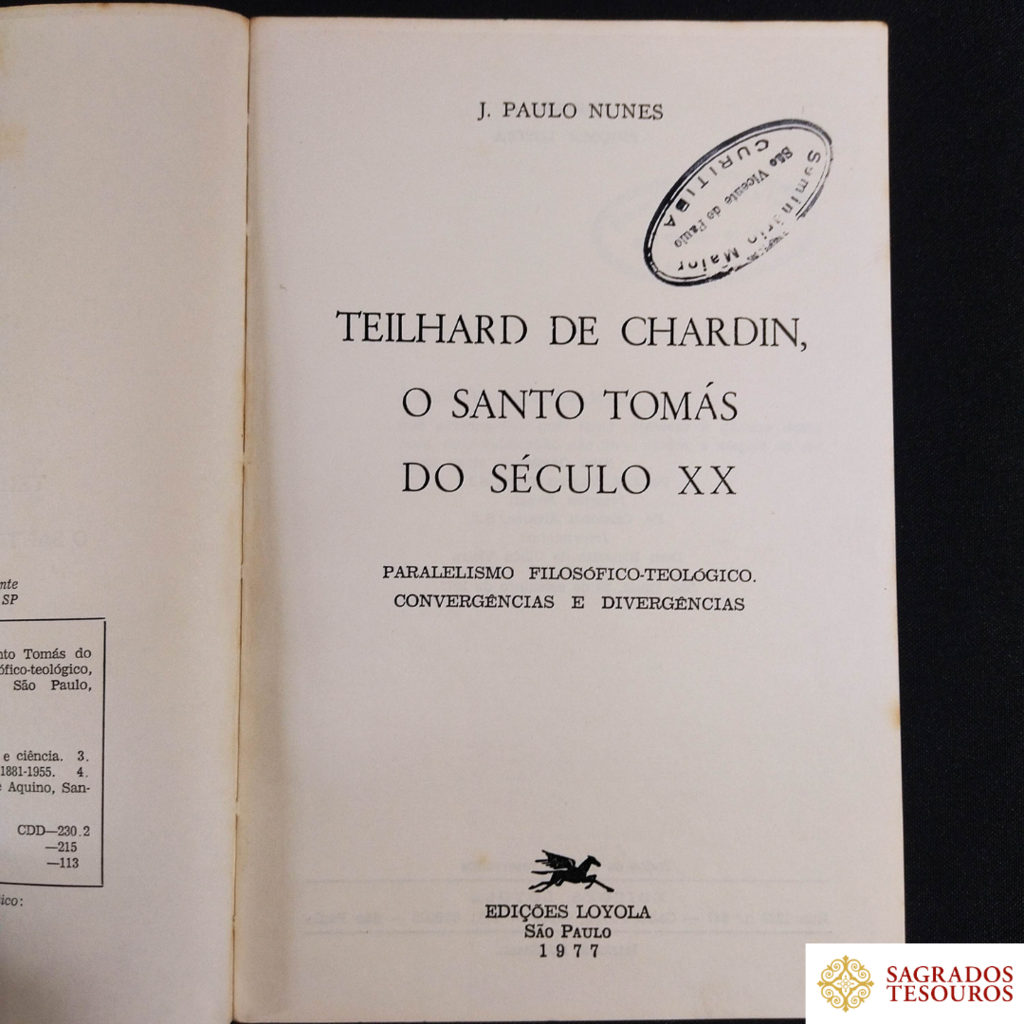 nte
SP
nto Tomás do
ófico-teológico,
São Paulo,
e ciência. 3.
1881-1955. 4.
Aquino, San-
CDD—230.2
—215
—113
ico:
J. PAULO NUNES
Seminário Maior
São Vicente de Paulo
CURITIBA
TEILHARD DE CHARDIN,
O SANTO TOMÁS
DO SÉCULO XX
PARALELISMO FILOSÓFICO-TEOLÓGICO.
CONVERGÊNCIAS E DIVERGÊNCIAS
EDIÇÕES LOYOLA
SÃO PAULO
1977
SAGRADOS
TESOUROS